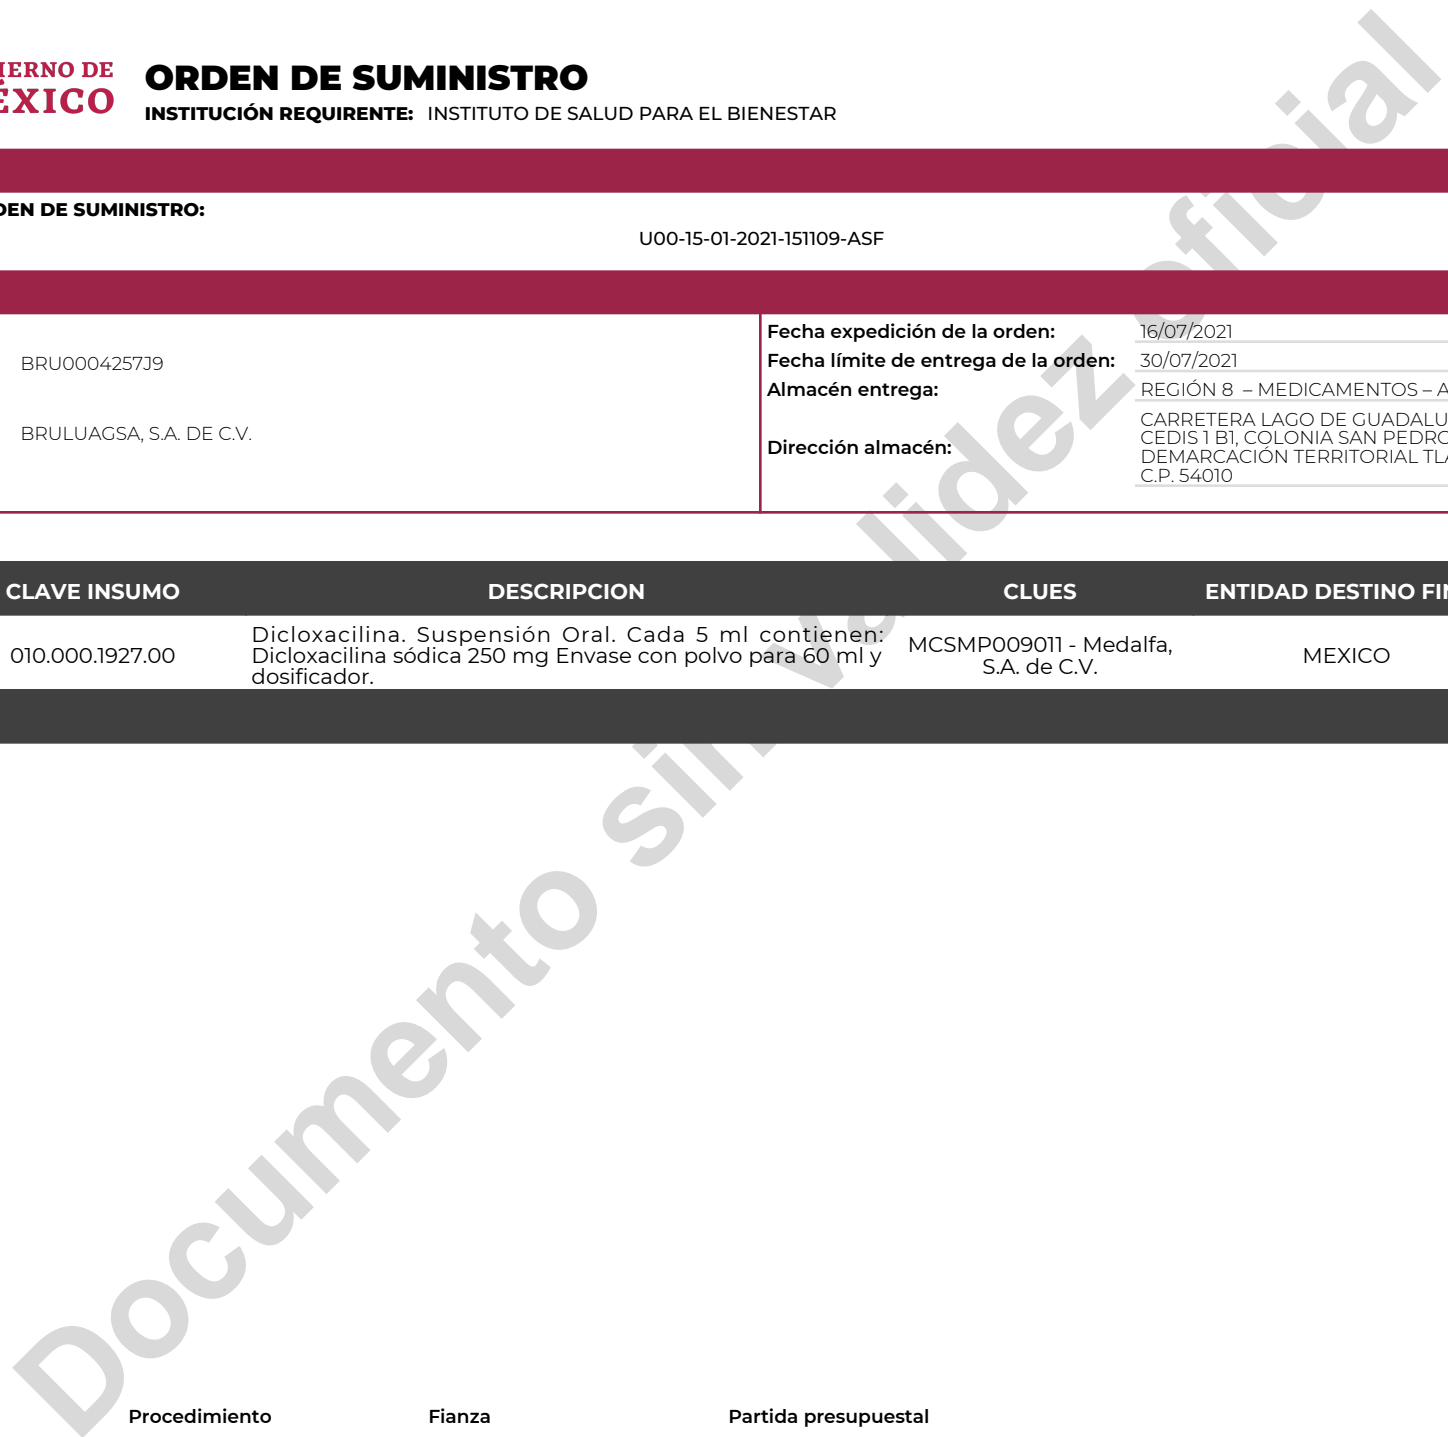 IERNO DE
ÉXICO
ORDEN DE SUMINISTRO
INSTITUCIÓN REQUIRENTE: INSTITUTO DE SALUD PARA EL BIENESTAR
DEN DE SUMINISTRO:
U00-15-01-2021-151109-ASF
BRU0004257J9
BRULUAGSA, S.A. DE C.V.
Fecha expedición de la orden: 16/07/2021
Fecha límite de entrega de la orden: 30/07/2021
Almacén entrega: REGIÓN 8 – MEDICAMENTOS – A
Dirección almacén:
CARRETERA LAGO DE GUADALU
CEDIS 1 B1, COLONIA SAN PEDRO
DEMARCACIÓN TERRITORIAL TLA
C.P. 54010
CLAVE INSUMO DESCRIPCION CLUES ENTIDAD DESTINO FIN
010.000.1927.00
Dicloxacilina. Suspensión Oral. Cada 5 ml contienen:
Dicloxacilina sódica 250 mg Envase con polvo para 60 ml y
dosificador.
MCSMP009011 - Medalfa,
S.A. de C.V.
MEXICO
Documento sin validez oficial
Procedimiento Fianza Partida presupuestal